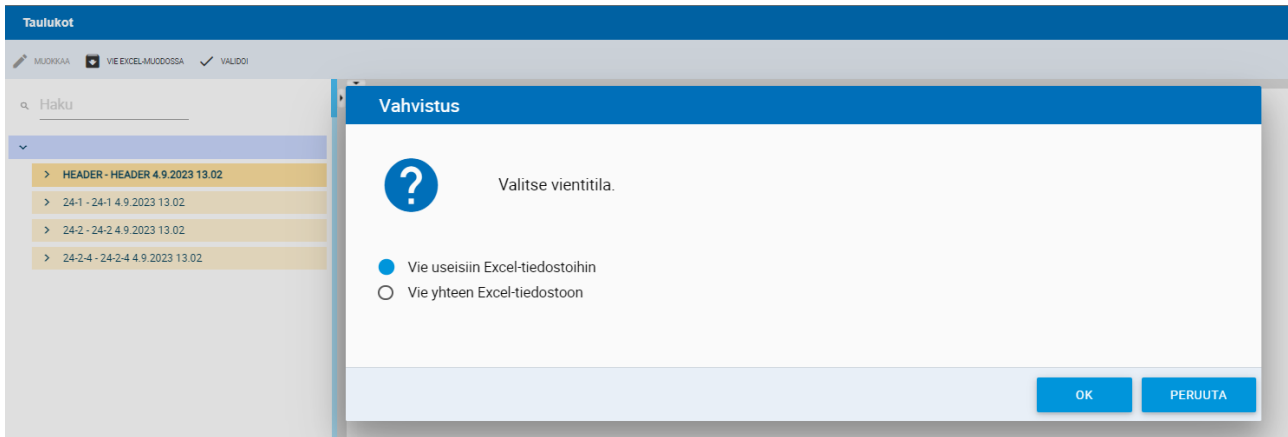 Taulukot
MUOKKAA VIE EXCEL-MUODOSSA VALIDOI
Haku
HEADER - HEADER 4.9.2023 13.02
24-1 - 24-1 4.9.2023 13.02
24-2 - 24-2 4.9.2023 13.02
24-2-4 - 24-2-4 4.9.2023 13.02
Vahvistus
Valitse vientitila.
Vie useisiin Excel-tiedostoihin
Vie yhteen Excel-tiedostoon
OK PERUUTA